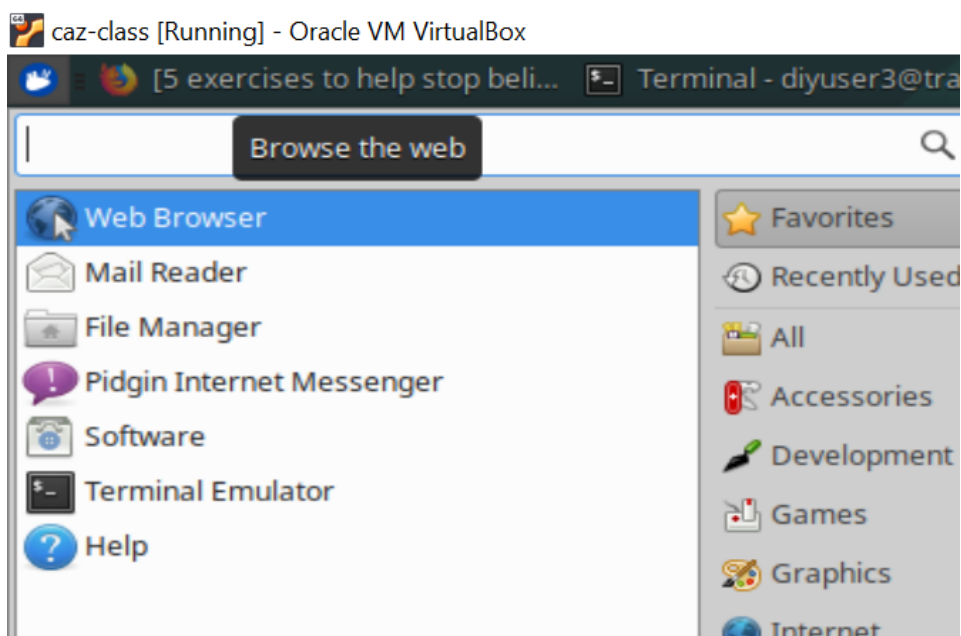 caz-class [Running] - Oracle VM VirtualBox
[5 exercises to help stop beli... Terminal - diyuser3@tra
Browse the web
Web Browser
Mail Reader
File Manager
Pidgin Internet Messenger
Software
Terminal Emulator
Help
Favorites
Recently Used
All
Accessories
Development
Games
Graphics
Internet